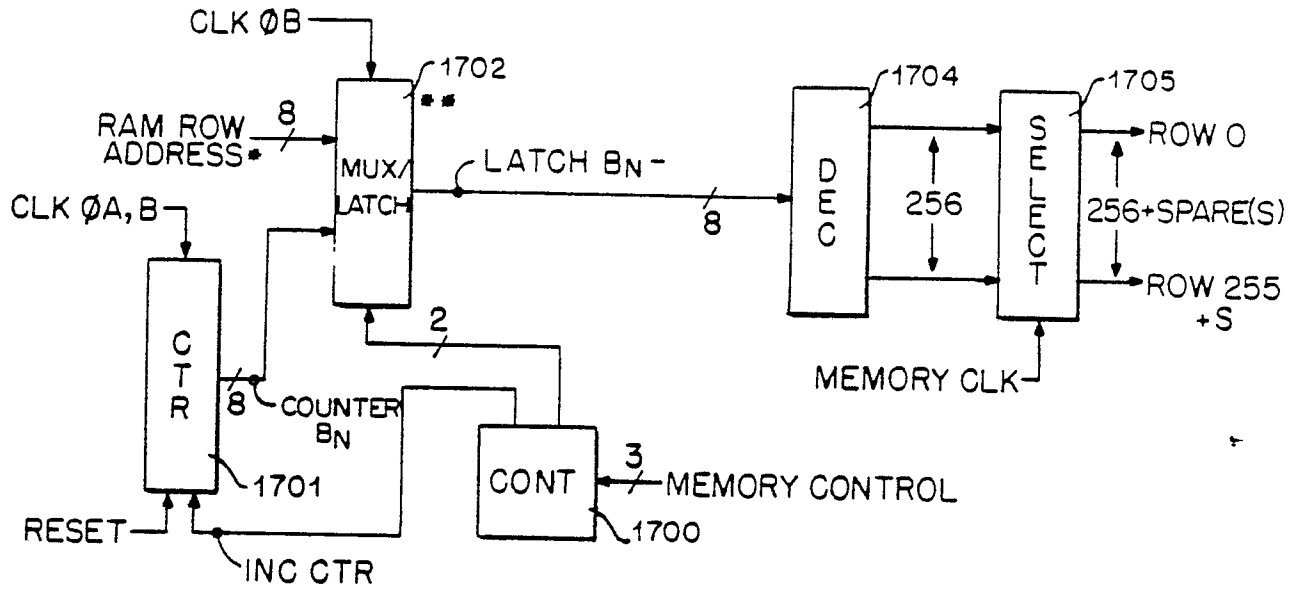 CLK ØB
1702
**
8
RAM ROW
ADDRESS*
MUX/
LATCH
LATCH BN-
8
1704
DEC
256
1705
SELECT
ROW 0
256+SPARE(S)
ROW 255
+S
MEMORY CLK
CLK ØA, B
CTR
8
COUNTER
BN
1701
RESET
INC CTR
2
CONT
3
MEMORY CONTROL
1700